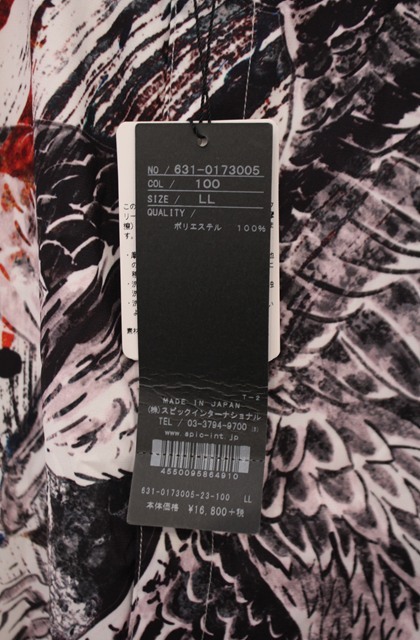 NO / 631-0173005
COL / 100
SIZE / LL
QUALITY /
ポリエステル 100%
T-2
MADE IN JAPAN
(株)スピックインターナショナル
TEL / 03-3794-9700
www.spic-int.jp
4550095864910
631-0173005-23-100 LL
本体価格 ¥16,800+税